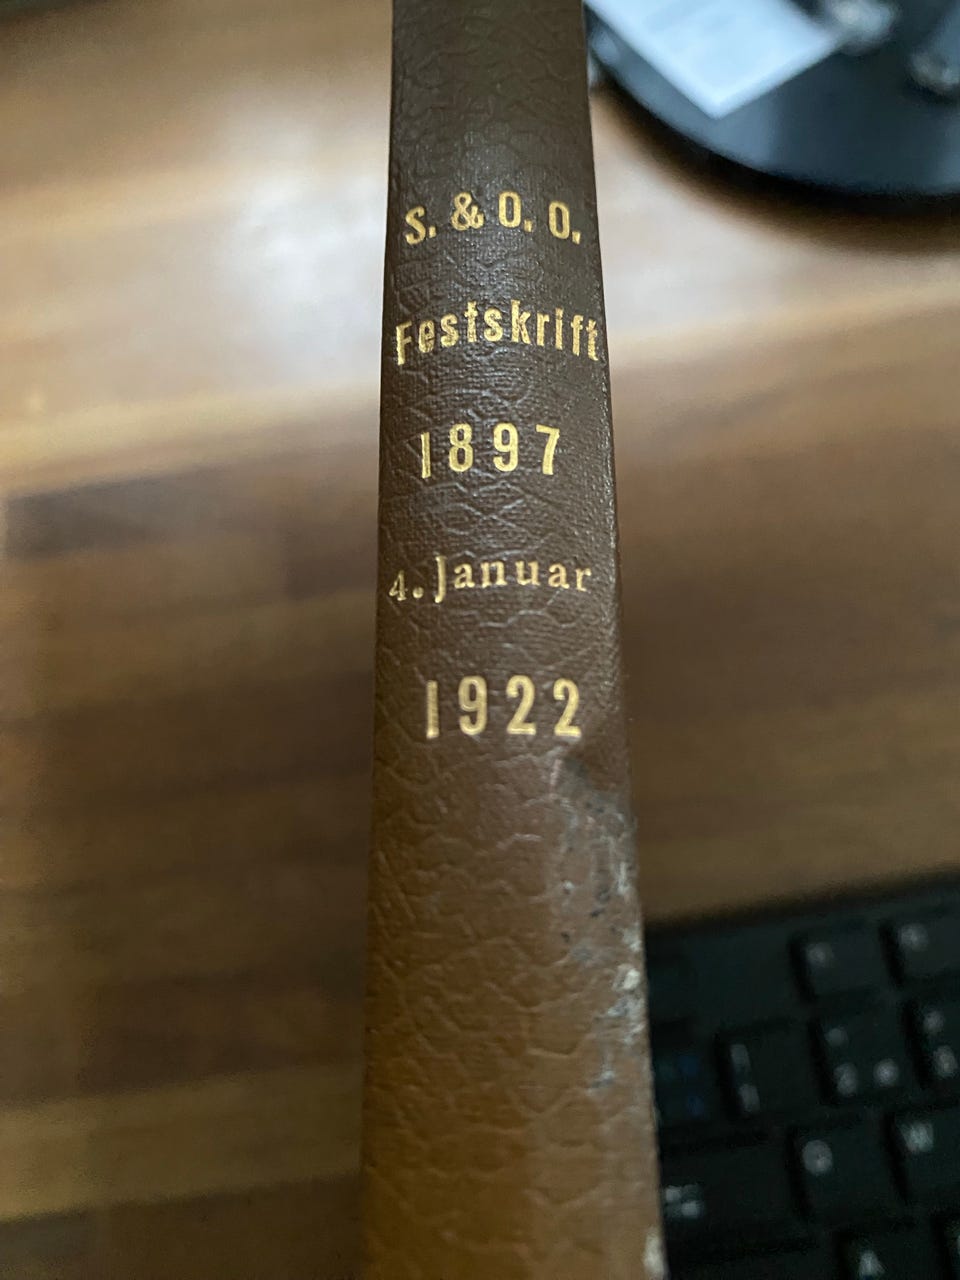 S. & O. O.
Festskrift
1897
4. Januar
1922
Q
W
A